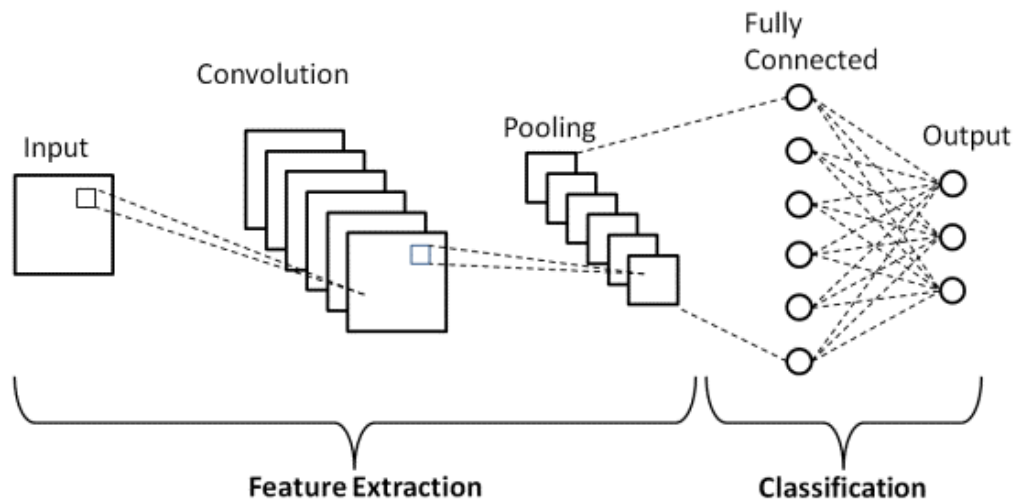 Fully
Connected
Convolution
Pooling
Output
Input
Feature Extraction
Classification